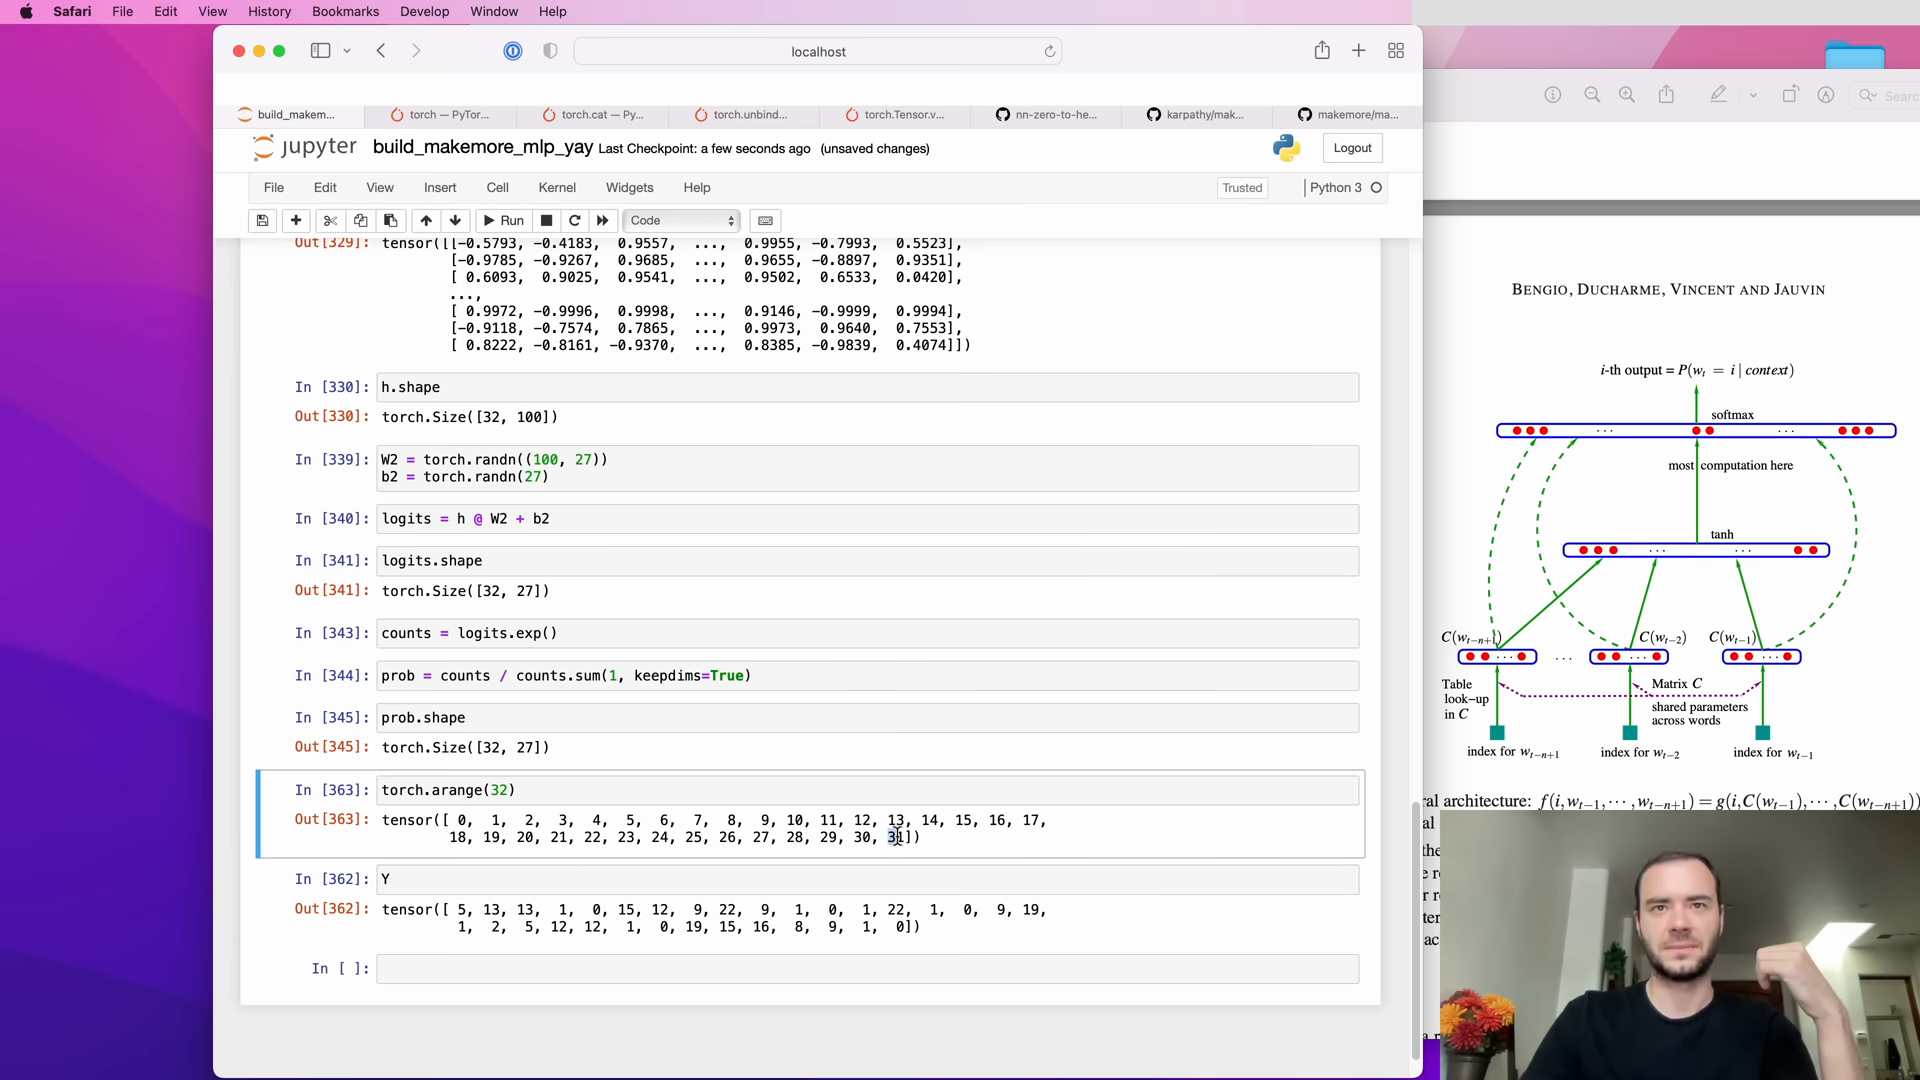 Safari File Edit View History Bookmarks Develop Window Help
localhost
Searc
build_makem... torch — PyTor... torch.cat — Py... torch.unbind... torch.Tensor.v... nn-zero-to-he... karpathy/mak... makemore/ma...
jupyter build_makemore_mlp_yay Last Checkpoint: a few seconds ago (unsaved changes) Logout
File Edit View Insert Cell Kernel Widgets Help Trusted Python 3
Run Code
Out[329]: tensor([[-0.5793, -0.4183, 0.9557, ..., 0.9955, -0.7993, 0.5523],
[-0.9785, -0.9267, 0.9685, ..., 0.9655, -0.8897, 0.9351],
[ 0.6093, 0.9025, 0.9541, ..., 0.9502, 0.6533, 0.0420],
...,
[ 0.9972, -0.9996, 0.9998, ..., 0.9146, -0.9999, 0.9994],
[-0.9118, -0.7574, 0.7865, ..., 0.9973, 0.9640, 0.7553],
[ 0.8222, -0.8161, -0.9370, ..., 0.8385, -0.9839, 0.4074]])
In [330]: h.shape
Out[330]: torch.Size([32, 100])
In [339]: W2 = torch.randn((100, 27))
b2 = torch.randn(27)
In [340]: logits = h @ W2 + b2
In [341]: logits.shape
Out[341]: torch.Size([32, 27])
In [343]: counts = logits.exp()
In [344]: prob = counts / counts.sum(1, keepdims=True)
In [345]: prob.shape
Out[345]: torch.Size([32, 27])
In [363]: torch.arange(32)
Out[363]: tensor([ 0, 1, 2, 3, 4, 5, 6, 7, 8, 9, 10, 11, 12, 13, 14, 15, 16, 17,
18, 19, 20, 21, 22, 23, 24, 25, 26, 27, 28, 29, 30, 31])
In [362]: Y
Out[362]: tensor([ 5, 13, 13, 1, 0, 15, 12, 9, 22, 9, 1, 0, 1, 22, 1, 0, 9, 19,
1, 2, 5, 12, 12, 1, 0, 19, 15, 16, 8, 9, 1, 0])
In [ ]:
BENGIO, DUCHARME, VINCENT AND JAUVIN
i-th output = P(w_t = i | context)
softmax
. . . . . .
most computation here
tanh
. . . . . .
C(w_{t−n+1}) C(w_{t−2}) C(w_{t−1})
. . .
Table
look−up
in C
Matrix C
shared parameters
across words
index for w_{t−n+1} index for w_{t−2} index for w_{t−1}
ral architecture: f(i,w_{t−1},⋯,w_{t−n+1}) = g(i,C(w_{t−1}),⋯,C(w_{t−n+1}))